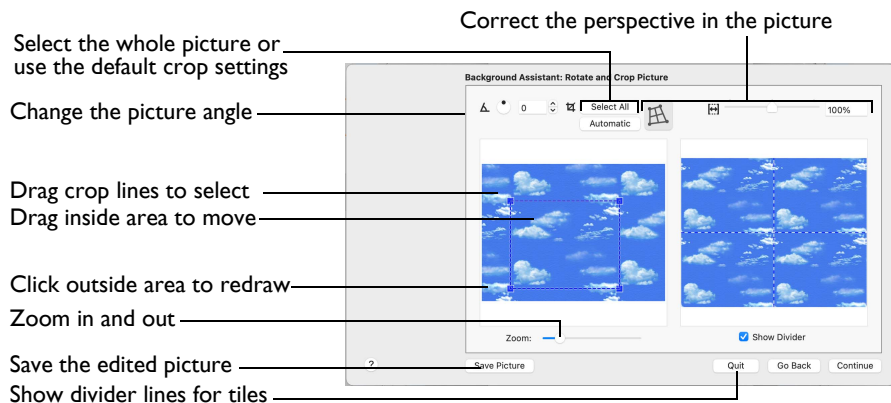 Correct the perspective in the picture
Select the whole picture or
use the default crop settings
Change the picture angle
Drag crop lines to select
Drag inside area to move
Click outside area to redraw
Zoom in and out
Save the edited picture
Show divider lines for tiles
Background Assistant: Rotate and Crop Picture
0
Select All
Automatic
100%
Zoom:
Show Divider
?
Save Picture
Quit
Go Back
Continue